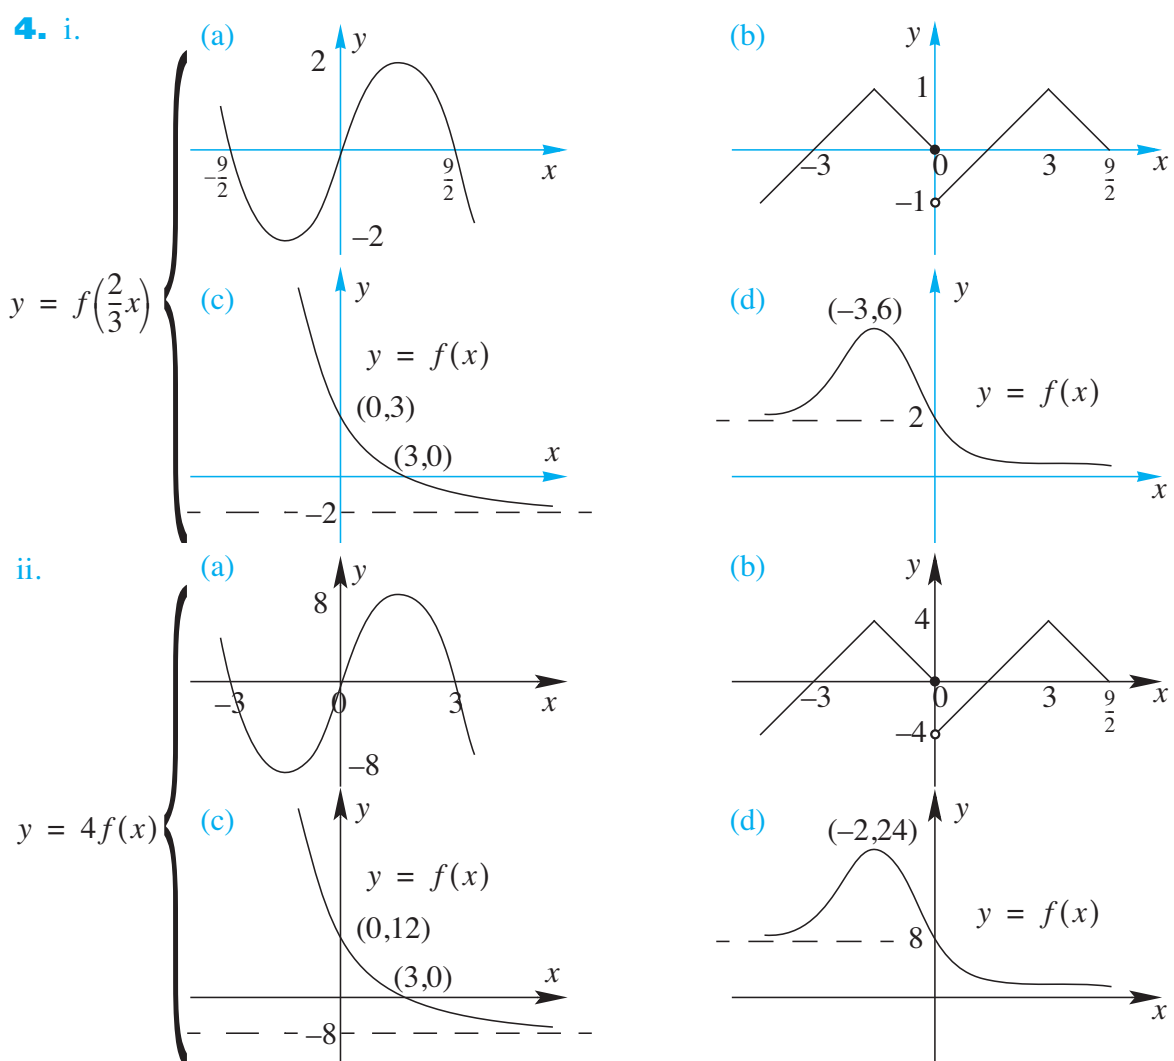 4. i.
(a)
y
2
-9/2
9/2
x
–2
(b)
y
1
–3
0
3
9/2
x
–1
y = f(2/3 x)
(c)
y
y = f(x)
(0,3)
(3,0)
x
–2
(d)
y
(–3,6)
y = f(x)
2
x
ii.
(a)
y
8
–3
0
3
x
–8
(b)
y
4
–3
0
3
9/2
x
–4
y = 4f(x)
(c)
y
y = f(x)
(0,12)
(3,0)
x
–8
(d)
y
(–2,24)
y = f(x)
8
x